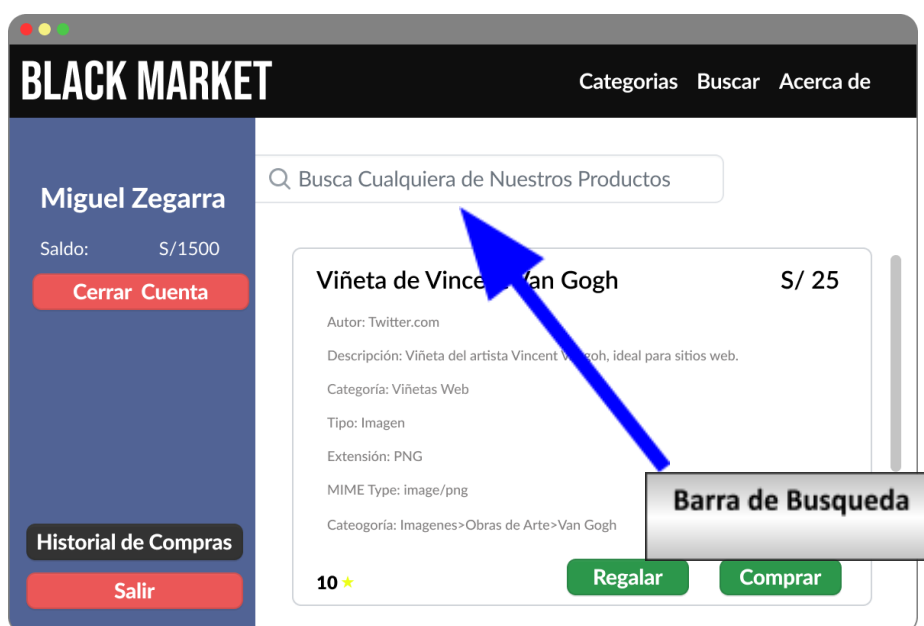 BLACK MARKET
Categorias Buscar Acerca de
Miguel Zegarra
Saldo: S/1500
Cerrar Cuenta
Historial de Compras
Salir
Busca Cualquiera de Nuestros Productos
Viñeta de Vincent Van Gogh S/ 25
Autor: Twitter.com
Descripción: Viñeta del artista Vincent ideal para sitios web.
Categoría: Viñetas Web
Tipo: Imagen
Extensión: PNG
MIME Type: image/png
Cateogoría: Imagenes>Obras de Arte>Van Gogh
10
Regalar Comprar
Barra de Busqueda